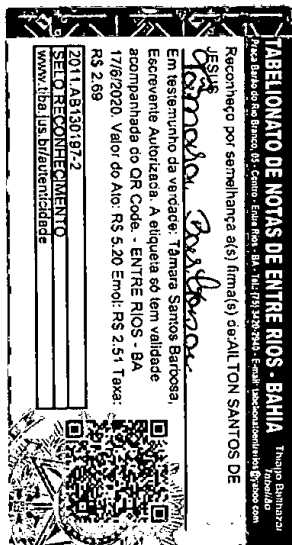 TABELIONATO DE NOTAS DE ENTRE RIOS - BAHIA
Thiago Baltazar
Tabelião
Praça Barão do Rio Branco, 05 - Centro - Entre Rios - BA - Tel.: (75) 3420-2940 - E-mail:
Reconheço por semelhança a(s) firma(s) de:AILTON SANTOS DE
JESUS
Em testemunho da verdade: Tâmara Santos Barbosa,
Escrevente Autorizada. A etiqueta só tem validade
acompanhada do QR Code. - ENTRE RIOS - BA
17/6/2020. Valor do Ato: R$ 5.20 Emol: R$ 2.51 Taxa:
R$ 2.69
2011.AB130197-2
SELO RECONHECIMENTO
www.tjba.jus.br/autenticidade